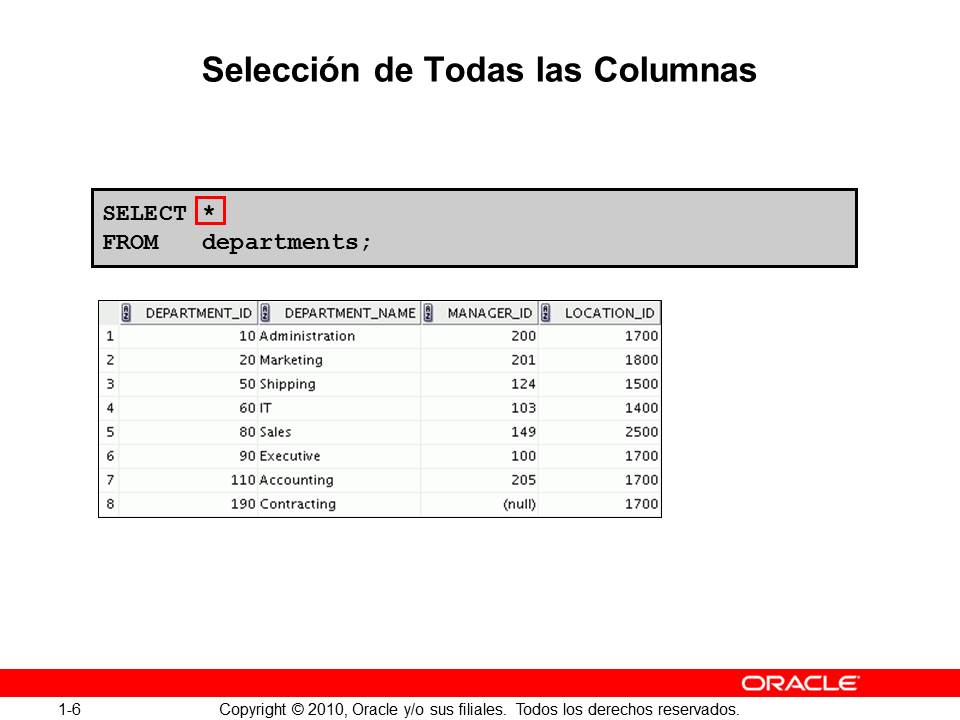 Selección de Todas las Columnas
SELECT *
FROM departments;
DEPARTMENT_ID DEPARTMENT_NAME MANAGER_ID LOCATION_ID
1 10 Administration 200 1700
2 20 Marketing 201 1800
3 50 Shipping 124 1500
4 60 IT 103 1400
5 80 Sales 149 2500
6 90 Executive 100 1700
7 110 Accounting 205 1700
8 190 Contracting (null) 1700
ORACLE
1-6 Copyright © 2010, Oracle y/o sus filiales. Todos los derechos reservados.